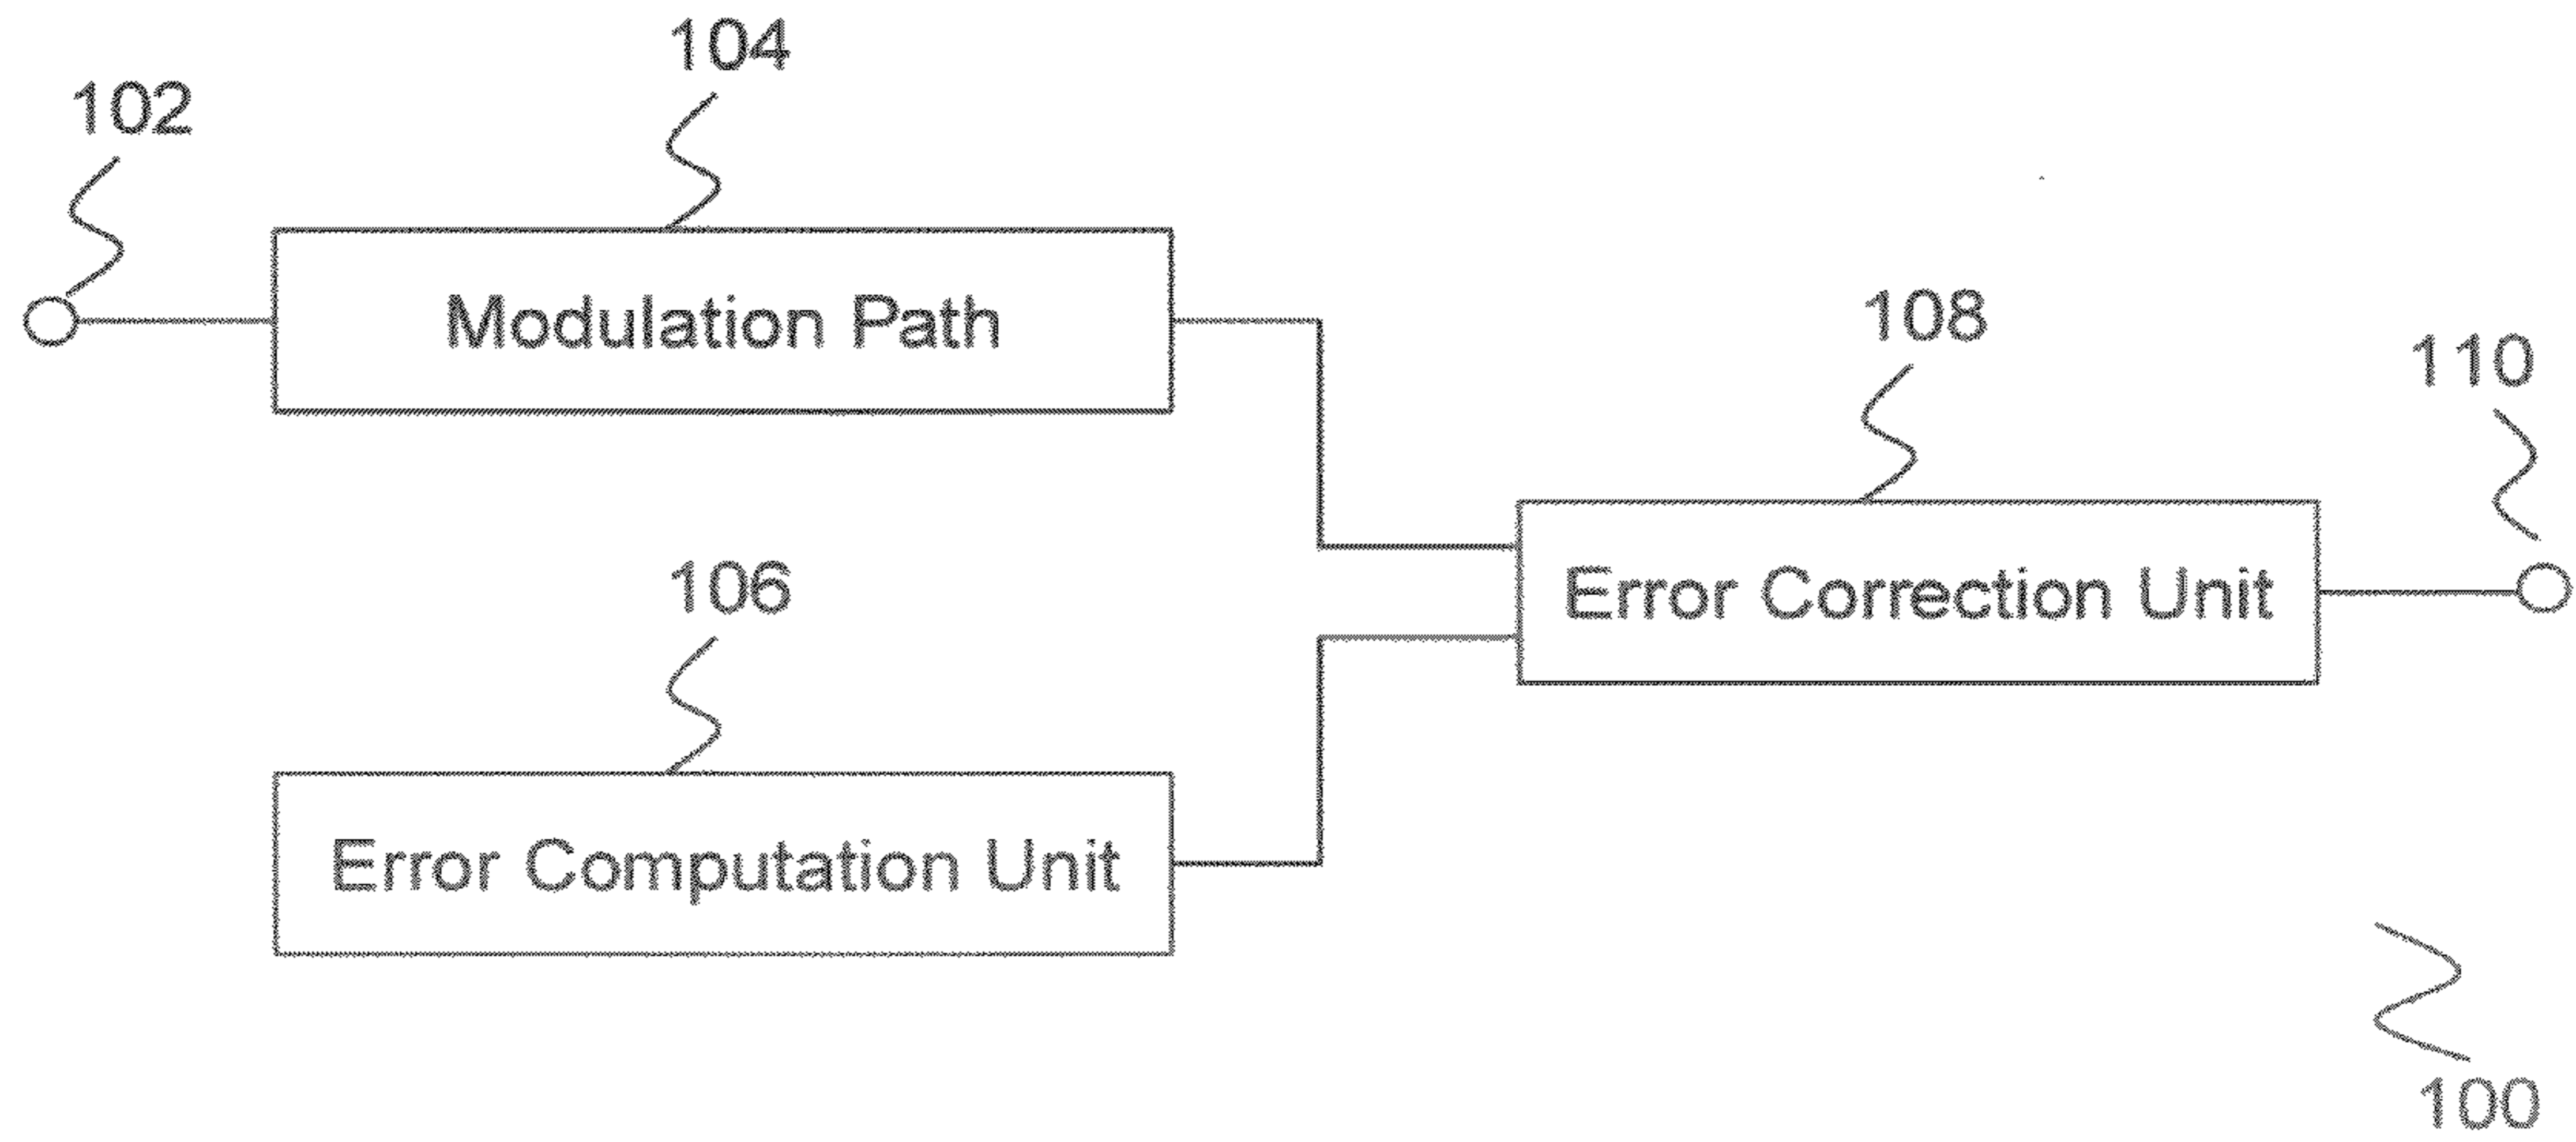 104
102
Modulation Path
108
110
106
Error Correction Unit
Error Computation Unit
100